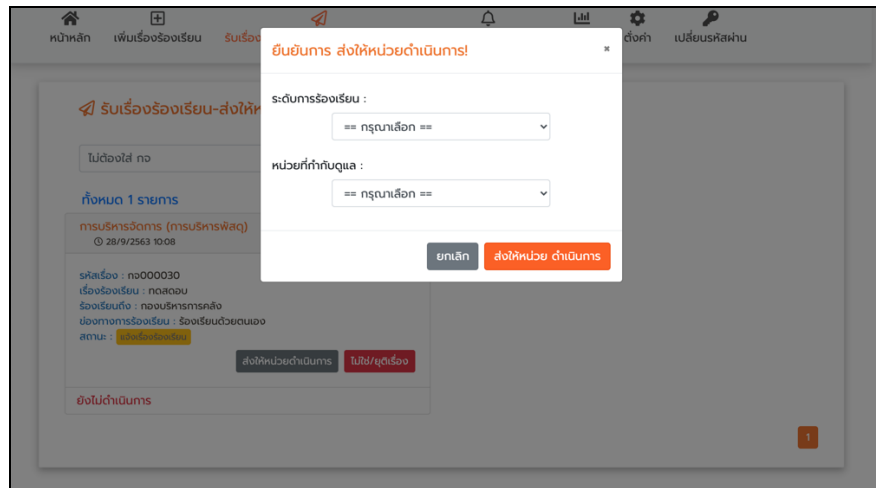 หน้าหลัก เพิ่มเรื่องร้องเรียน รับเรื่อง ตั้งค่า เปลี่ยนรหัสผ่าน
ยืนยันการ ส่งให้หน่วยดำเนินการ! ×
ระดับการร้องเรียน :
== กรุณาเลือก ==
หน่วยที่กำกับดูแล :
== กรุณาเลือก ==
ยกเลิก ส่งให้หน่วย ดำเนินการ
รับเรื่องร้องเรียน-ส่งให้ห
ไม่ต้องใส่ กจ
ทั้งหมด 1 รายการ
การบริหารจัดการ (การบริหารพัสดุ)
28/9/2563 10:08
รหัสเรื่อง : กจ000030
เรื่องร้องเรียน : ทดสอบ
ร้องเรียนถึง : กองบริหารการคลัง
ช่องทางการร้องเรียน : ร้องเรียนด้วยตนเอง
สถานะ : แจ้งเรื่องร้องเรียน
ส่งให้หน่วยดำเนินการ ไม่ใช่/ยุติเรื่อง
ยังไม่ดำเนินการ
1